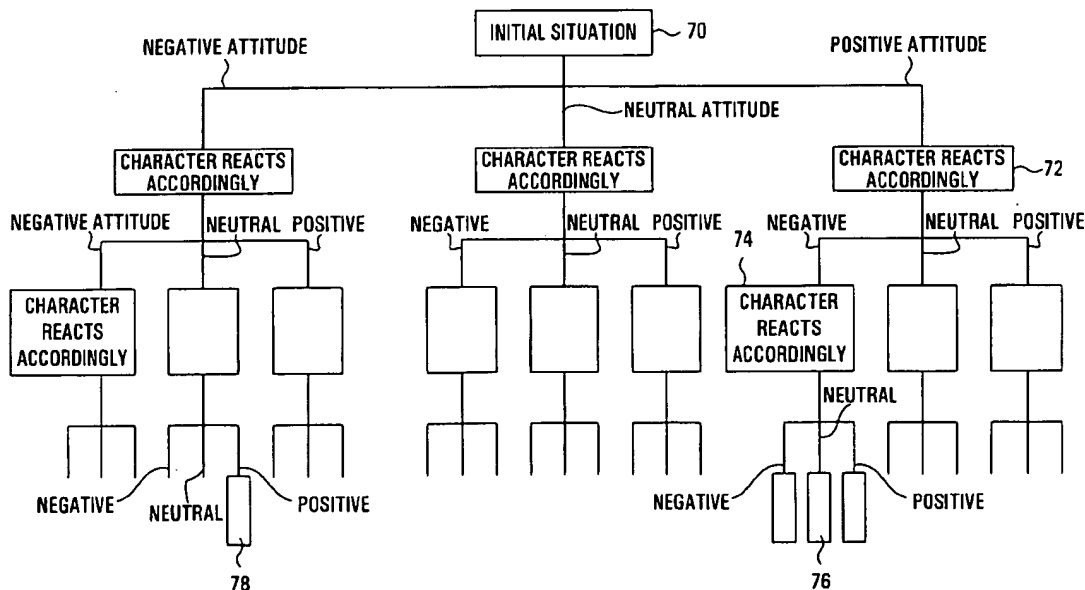 INITIAL SITUATION
70
NEGATIVE ATTITUDE
POSITIVE ATTITUDE
NEUTRAL ATTITUDE
CHARACTER REACTS
ACCORDINGLY
CHARACTER REACTS
ACCORDINGLY
CHARACTER REACTS
ACCORDINGLY
72
NEGATIVE ATTITUDE
NEUTRAL
POSITIVE
NEGATIVE
NEUTRAL
POSITIVE
NEGATIVE
NEUTRAL
POSITIVE
74
CHARACTER
REACTS
ACCORDINGLY
CHARACTER
REACTS
ACCORDINGLY
NEUTRAL
NEGATIVE
NEUTRAL
POSITIVE
NEGATIVE
POSITIVE
78
76